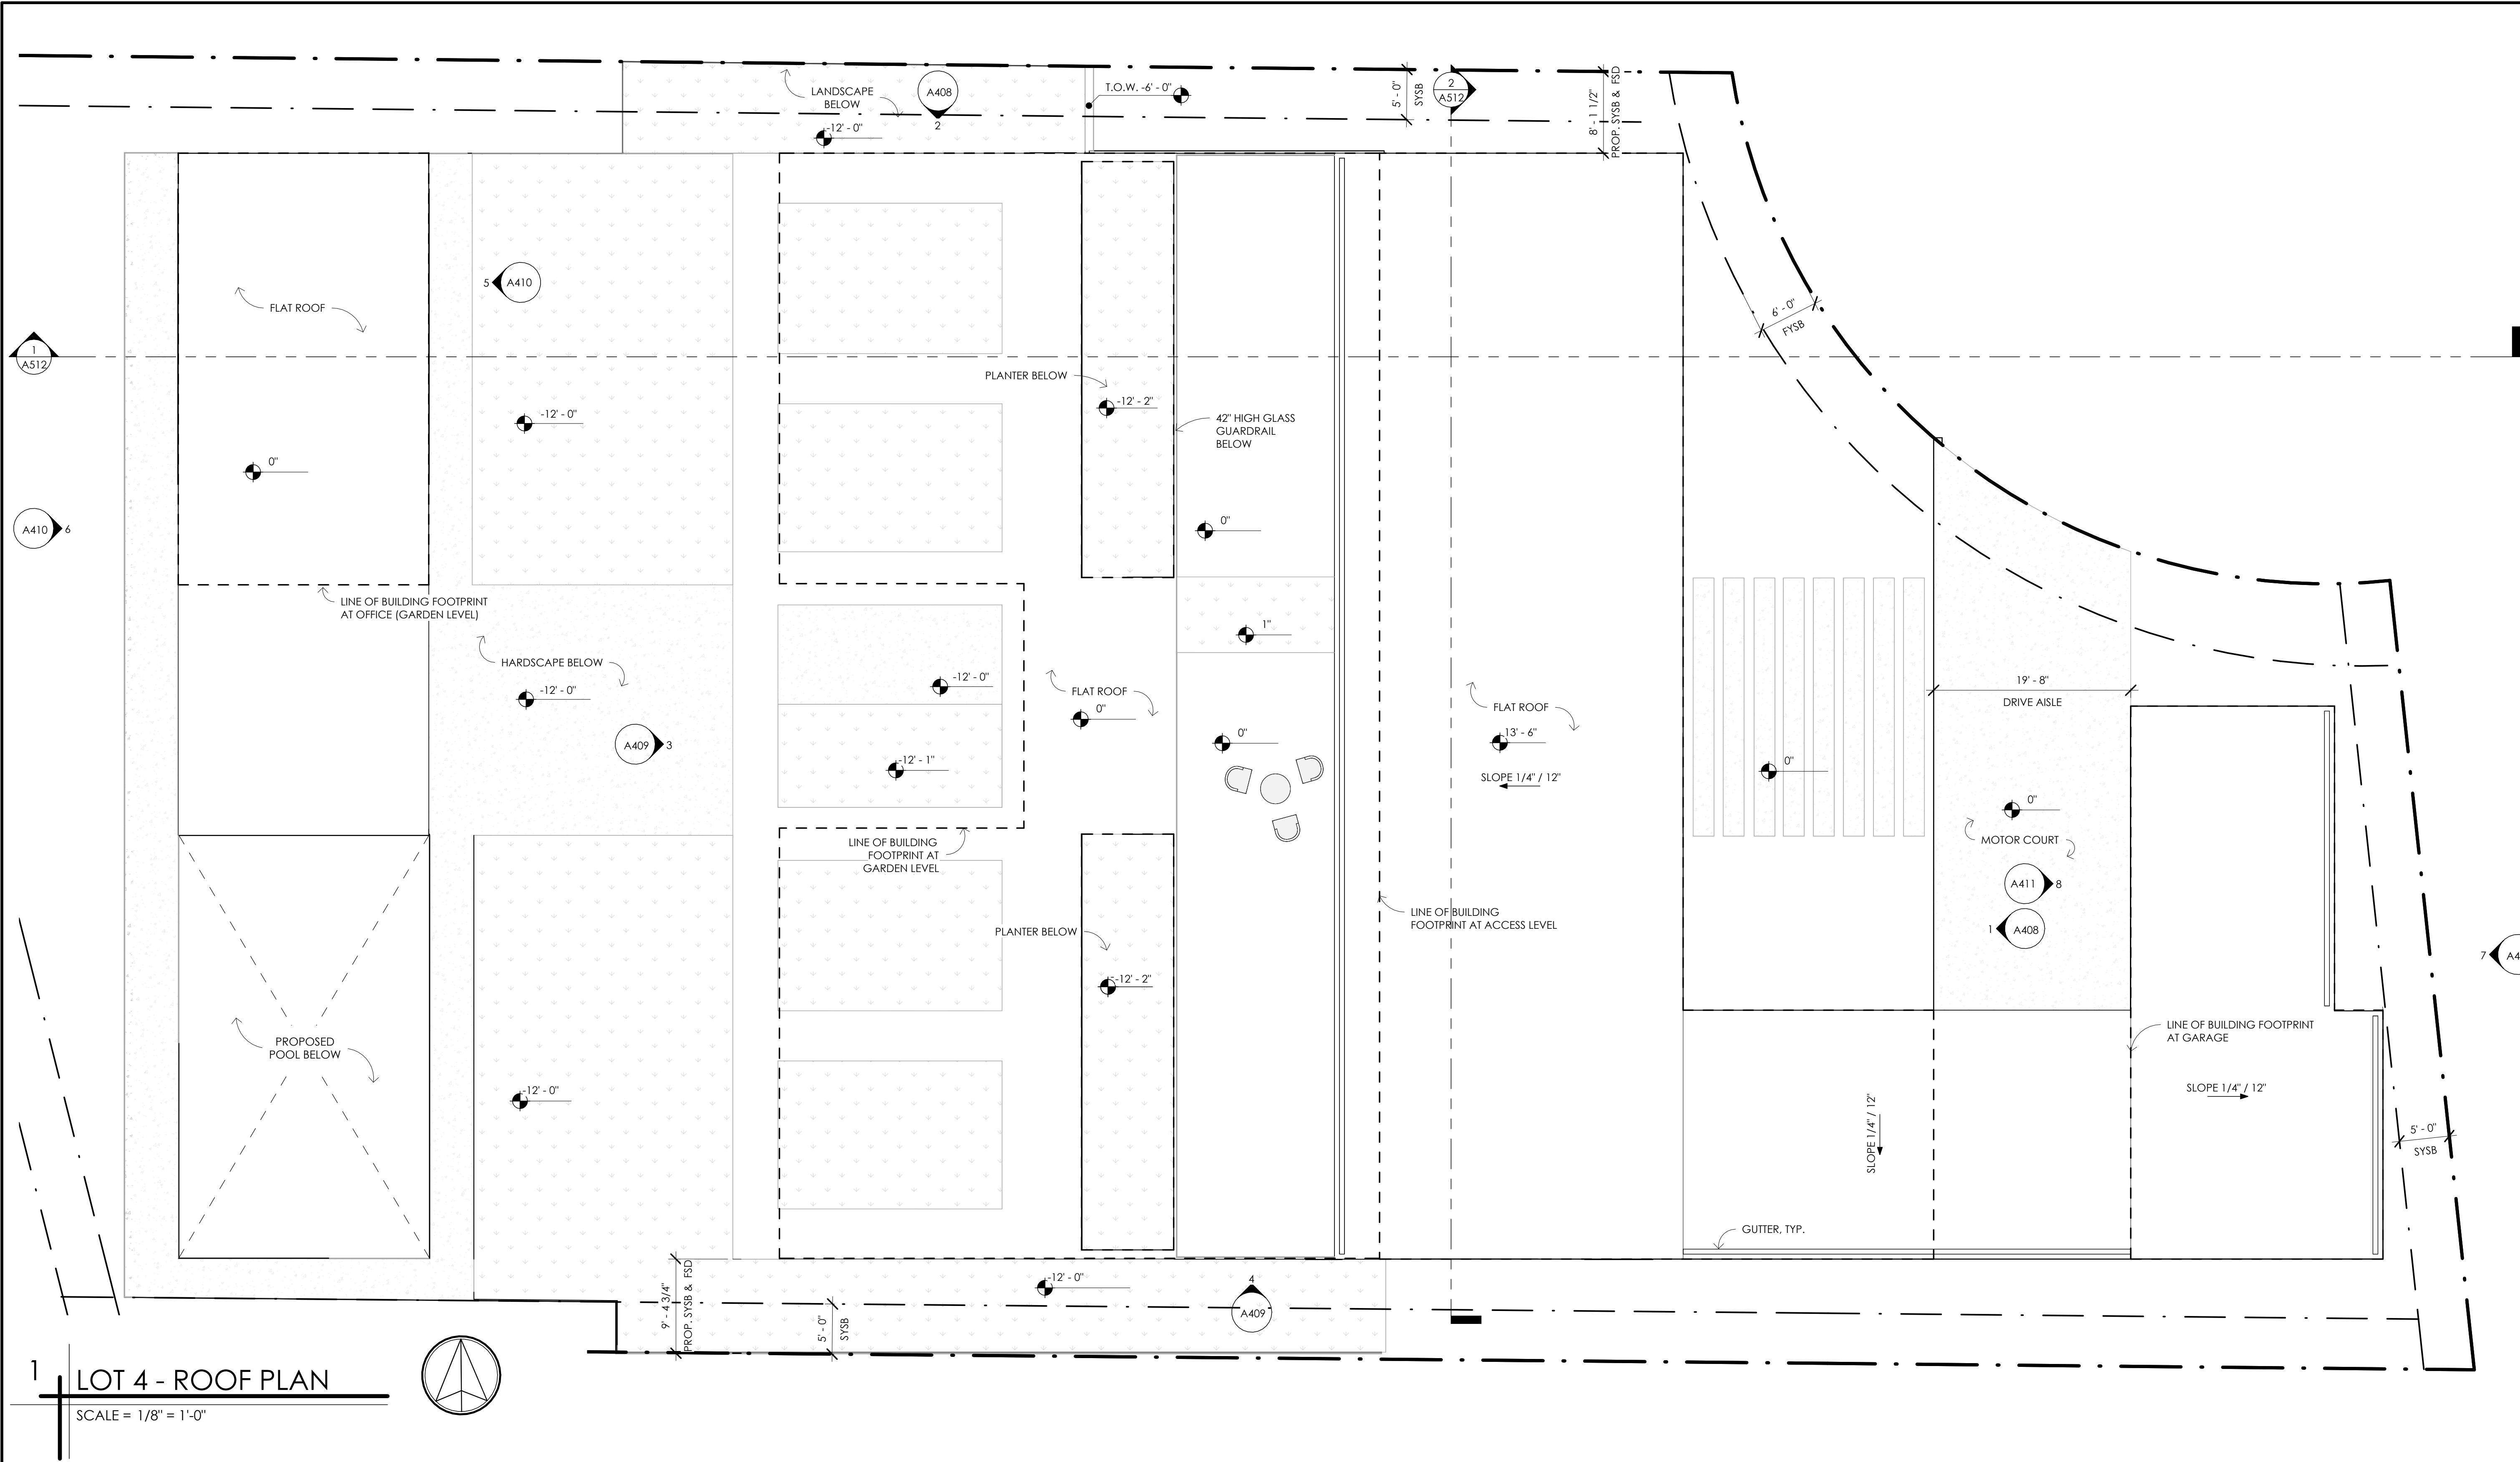 LANDSCAPE
BELOW
A408
2
T.O.W. -6' - 0"
-12' - 0"
5' - 0"
SYSB
2
A512
8' - 1 1/2"
PROP. SYSB & FSD
5
A410
FLAT ROOF
6' - 0"
FYSB
1
A512
PLANTER BELOW
-12' - 2"
-12' - 0"
42" HIGH GLASS
GUARDRAIL
BELOW
0"
A410
6
0"
LINE OF BUILDING FOOTPRINT
AT OFFICE (GARDEN LEVEL)
1"
HARDSCAPE BELOW
-12' - 0"
-12' - 0"
FLAT ROOF
0"
FLAT ROOF
13' - 6"
SLOPE 1/4" / 12"
19' - 8"
DRIVE AISLE
A409
3
-12' - 1"
0"
0"
0"
MOTOR COURT
LINE OF BUILDING
FOOTPRINT AT
GARDEN LEVEL
A411
8
1
A408
LINE OF BUILDING
FOOTPRINT AT ACCESS LEVEL
PLANTER BELOW
-12' - 2"
7
PROPOSED
POOL BELOW
LINE OF BUILDING FOOTPRINT
AT GARAGE
-12' - 0"
SLOPE 1/4" / 12"
SLOPE 1/4" / 12"
5' - 0"
SYSB
GUTTER, TYP.
9' - 4 3/4"
PROP. SYSB & FSD
5' - 0"
SYSB
-12' - 0"
4
A409
1
LOT 4 - ROOF PLAN
SCALE = 1/8" = 1'-0"